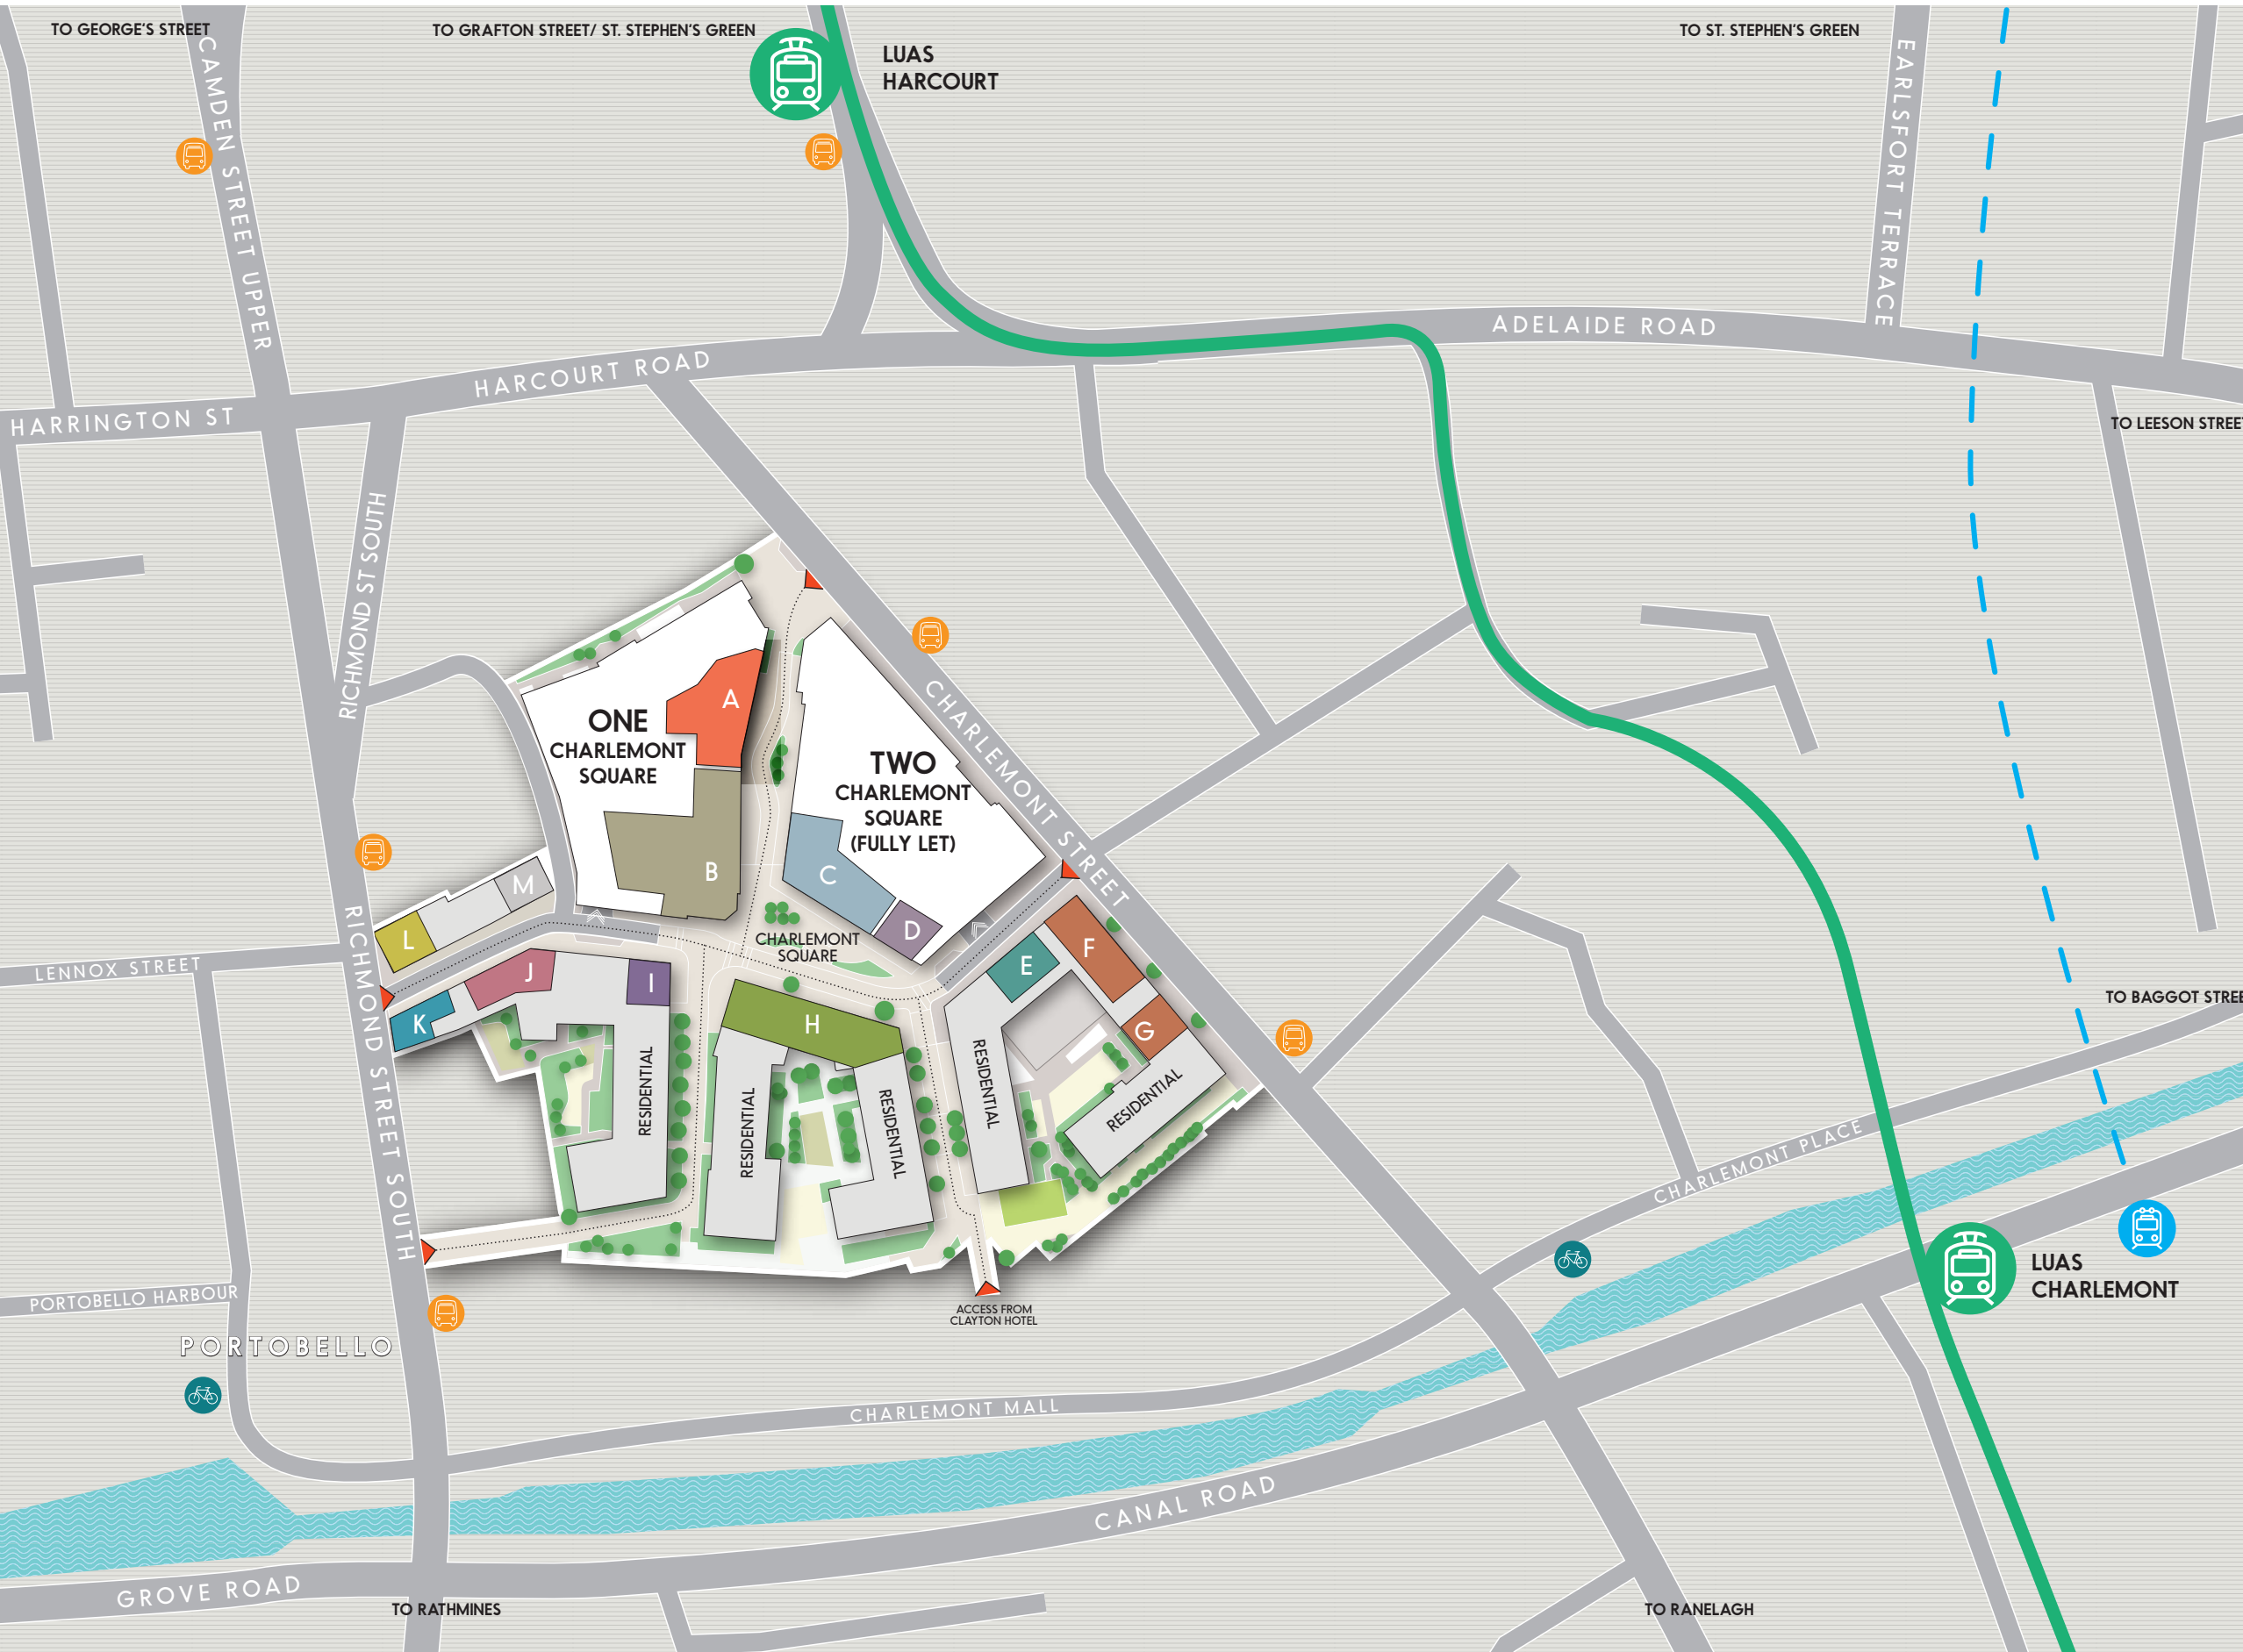 TO GEORGE'S STREET
TO GRAFTON STREET/ ST. STEPHEN'S GREEN
TO ST. STEPHEN'S GREEN
LUAS
HARCOURT
CAMDEN STREET UPPER
EARLSFORT TERRACE
ADELAIDE ROAD
HARCOURT ROAD
HARRINGTON ST
TO LEESON STREET
RICHMOND ST SOUTH
ONE
CHARLEMONT
SQUARE
A
B
TWO
CHARLEMONT
SQUARE
(FULLY LET)
C
D
CHARLEMONT STREET
M
L
J
I
K
CHARLEMONT
SQUARE
H
E
F
G
LENNOX STREET
RICHMOND STREET SOUTH
RESIDENTIAL
RESIDENTIAL
RESIDENTIAL
RESIDENTIAL
RESIDENTIAL
TO BAGGOT STREE
CHARLEMONT PLACE
LUAS
CHARLEMONT
ACCESS FROM
CLAYTON HOTEL
PORTOBELLO HARBOUR
PORTOBELLO
CHARLEMONT MALL
CANAL ROAD
GROVE ROAD
TO RATHMINES
TO RANELAGH